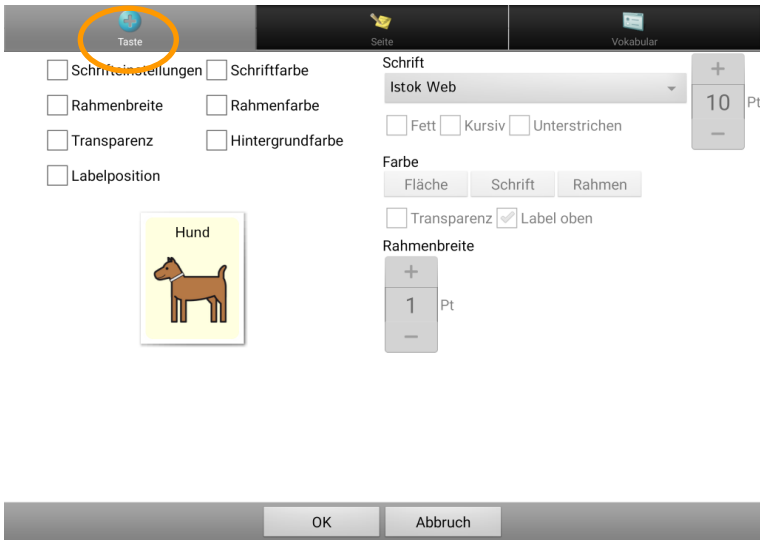 Taste
Seite
Vokabular
Schrifteinstellungen
Schriftfarbe
Rahmenbreite
Rahmenfarbe
Transparenz
Hintergrundfarbe
Labelposition
Hund
Schrift
Istok Web
+
10 Pt
−
Fett
Kursiv
Unterstrichen
Farbe
Fläche
Schrift
Rahmen
Transparenz
Label oben
Rahmenbreite
+
1 Pt
−
OK
Abbruch